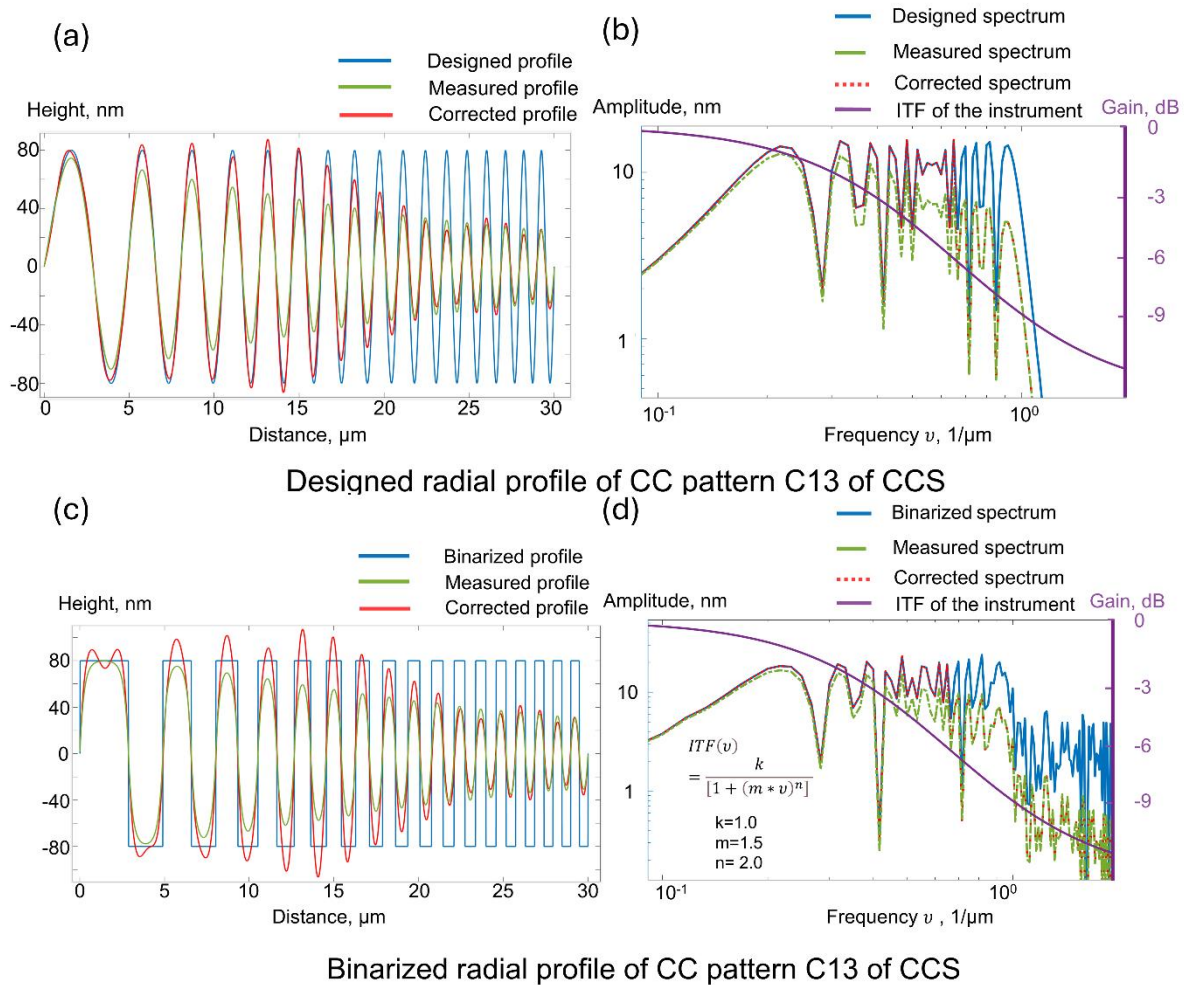 (a)
Designed profile
Measured profile
Corrected profile
Height, nm
80
40
0
-40
-80
0
5
10
15
20
25
30
Distance, µm
(b)
Designed spectrum
Measured spectrum
Corrected spectrum
ITF of the instrument
Amplitude, nm
Gain, dB
10
1
0
-3
-6
-9
10⁻¹
10⁰
Frequency υ, 1/µm
Designed radial profile of CC pattern C13 of CCS
(c)
Binarized profile
Measured profile
Corrected profile
Height, nm
80
40
0
-40
-80
0
5
10
15
20
25
30
Distance, µm
(d)
Binarized spectrum
Measured spectrum
Corrected spectrum
ITF of the instrument
Amplitude, nm
Gain, dB
10
1
0
-3
-6
-9
ITF(υ)
= k / [1 + (m * υ)ⁿ]
k=1.0
m=1.5
n= 2.0
10⁻¹
10⁰
Frequency υ , 1/µm
Binarized radial profile of CC pattern C13 of CCS